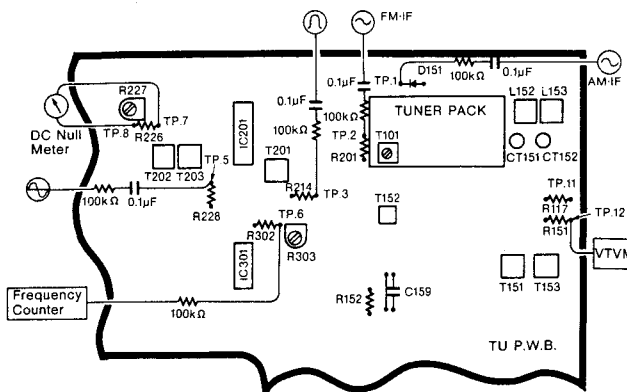 FM·IF
AM·IF
D151
TP.1
100kΩ
0.1μF
0.1μF
0.1μF
100kΩ
100kΩ
TUNER PACK
L152
L153
R227
TP.7
TP.8
R226
DC Null
Meter
IC201
TP.2
R201
T101
CT151
CT152
T202
T203
TP.5
T201
R214
TP.3
TP.11
R117
R151
TP.12
100kΩ
0.1μF
R228
T152
VTVM
TP.6
R302
R303
IC301
T151
T153
Frequency
Counter
100kΩ
R152
C159
TU P.W.B.